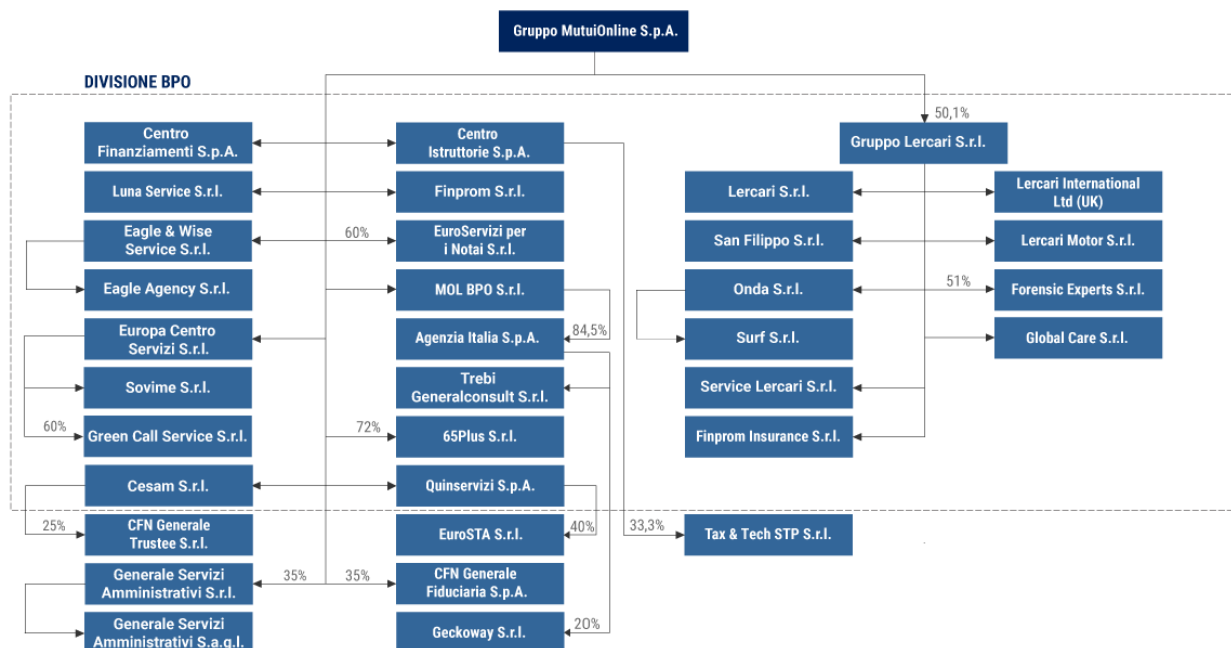 Gruppo MutuiOnline S.p.A.
DIVISIONE BPO
50,1%
Centro
Finanziamenti S.p.A.
Centro
Istruttorie S.p.A.
Gruppo Lercari S.r.l.
Luna Service S.r.l.
Finprom S.r.l.
Lercari S.r.l.
Lercari International
Ltd (UK)
Eagle & Wise
Service S.r.l.
60%
EuroServizi per
i Notai S.r.l.
San Filippo S.r.l.
Lercari Motor S.r.l.
Eagle Agency S.r.l.
MOL BPO S.r.l.
Onda S.r.l.
51%
Forensic Experts S.r.l.
Europa Centro
Servizi S.r.l.
Agenzia Italia S.p.A.
84,5%
Surf S.r.l.
Global Care S.r.l.
Sovime S.r.l.
Trebi
Generalconsult S.r.l.
Service Lercari S.r.l.
60%
Green Call Service S.r.l.
72%
65Plus S.r.l.
Finprom Insurance S.r.l.
Cesam S.r.l.
Quinservizi S.p.A.
25%
CFN Generale
Trustee S.r.l.
EuroSTA S.r.l.
40%
33,3%
Tax & Tech STP S.r.l.
Generale Servizi
Amministrativi S.r.l.
35%
35%
CFN Generale
Fiduciaria S.p.A.
Generale Servizi
Amministrativi S.a.g.l.
Geckoway S.r.l.
20%